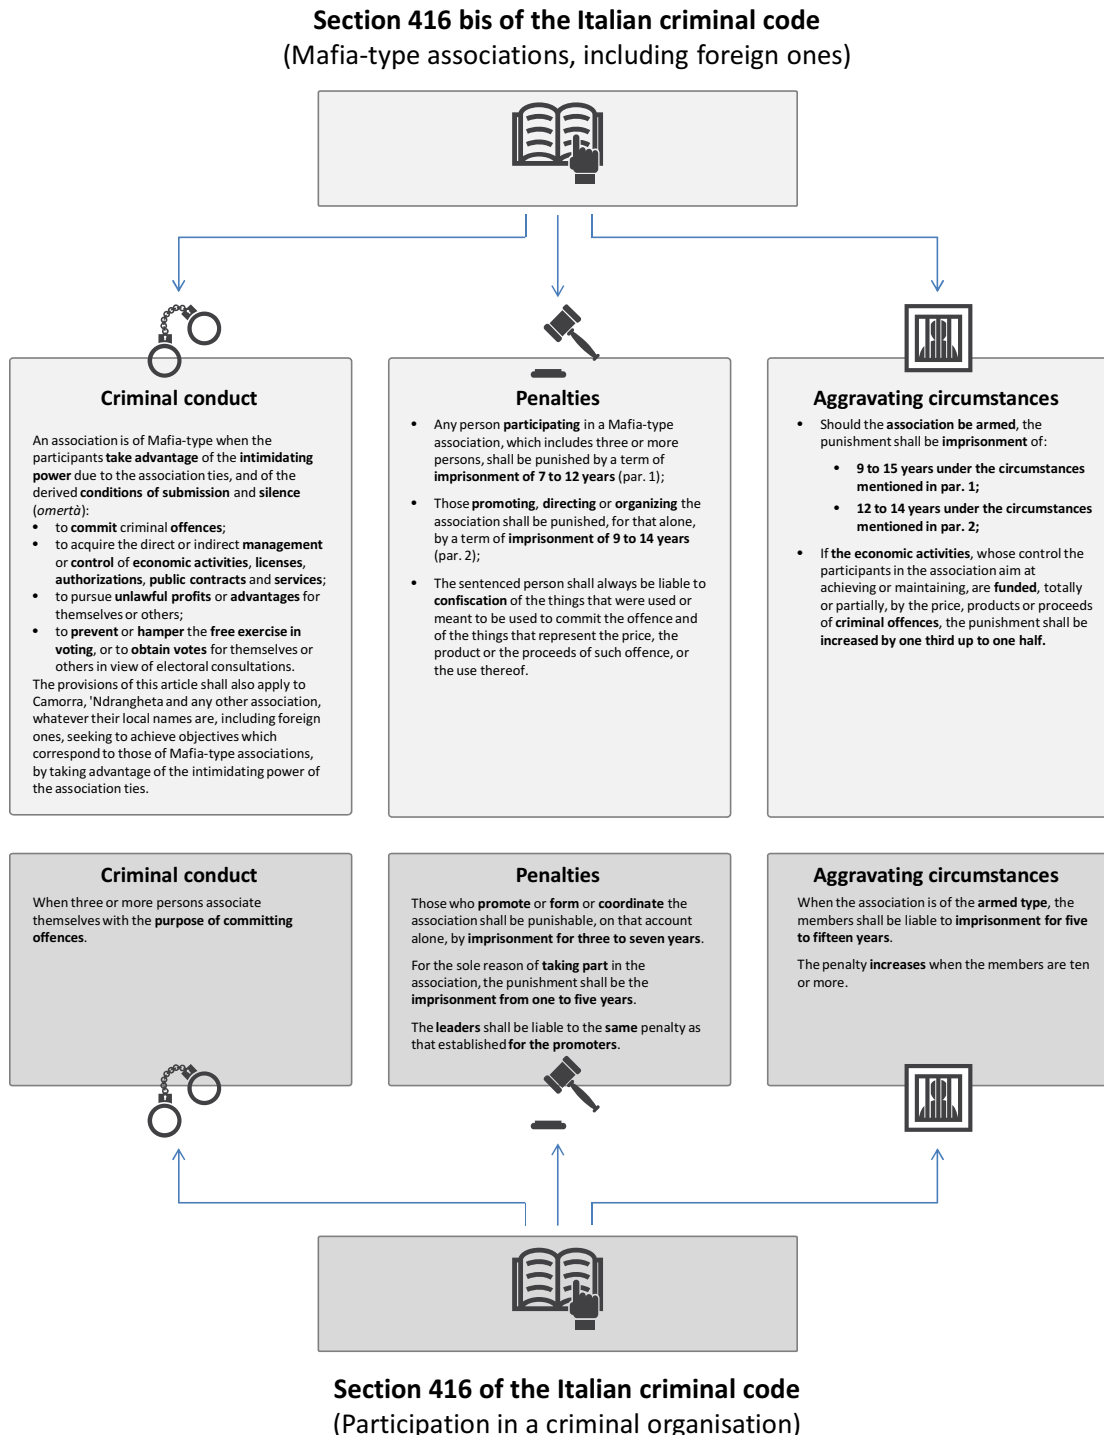 Section 416 bis of the Italian criminal code
(Mafia-type associations, including foreign ones)
Criminal conduct
An association is of Mafia-type when the
participants take advantage of the intimidating
power due to the association ties, and of the
derived conditions of submission and silence
(omertà):
• to commit criminal offences;
• to acquire the direct or indirect management
or control of economic activities, licenses,
authorizations, public contracts and services;
• to pursue unlawful profits or advantages for
themselves or others;
• to prevent or hamper the free exercise in
voting, or to obtain votes for themselves or
others in view of electoral consultations.
The provisions of this article shall also apply to
Camorra, 'Ndrangheta and any other association,
whatever their local names are, including foreign
ones, seeking to achieve objectives which
correspond to those of Mafia-type associations,
by taking advantage of the intimidating power of
the association ties.
Penalties
• Any person participating in a Mafia-type
association, which includes three or more
persons, shall be punished by a term of
imprisonment of 7 to 12 years (par. 1);
• Those promoting, directing or organizing the
association shall be punished, for that alone,
by a term of imprisonment of 9 to 14 years
(par. 2);
• The sentenced person shall always be liable to
confiscation of the things that were used or
meant to be used to commit the offence and
of the things that represent the price, the
product or the proceeds of such offence, or
the use thereof.
Aggravating circumstances
• Should the association be armed, the
punishment shall be imprisonment of:
• 9 to 15 years under the circumstances
mentioned in par. 1;
• 12 to 14 years under the circumstances
mentioned in par. 2;
• If the economic activities, whose control the
participants in the association aim at
achieving or maintaining, are funded, totally
or partially, by the price, products or proceeds
of criminal offences, the punishment shall be
increased by one third up to one half.
Criminal conduct
When three or more persons associate
themselves with the purpose of committing
offences.
Penalties
Those who promote or form or coordinate the
association shall be punishable, on that account
alone, by imprisonment for three to seven years.
For the sole reason of taking part in the
association, the punishment shall be the
imprisonment from one to five years.
The leaders shall be liable to the same penalty as
that established for the promoters.
Aggravating circumstances
When the association is of the armed type, the
members shall be liable to imprisonment for five
to fifteen years.
The penalty increases when the members are ten
or more.
Section 416 of the Italian criminal code
(Participation in a criminal organisation)